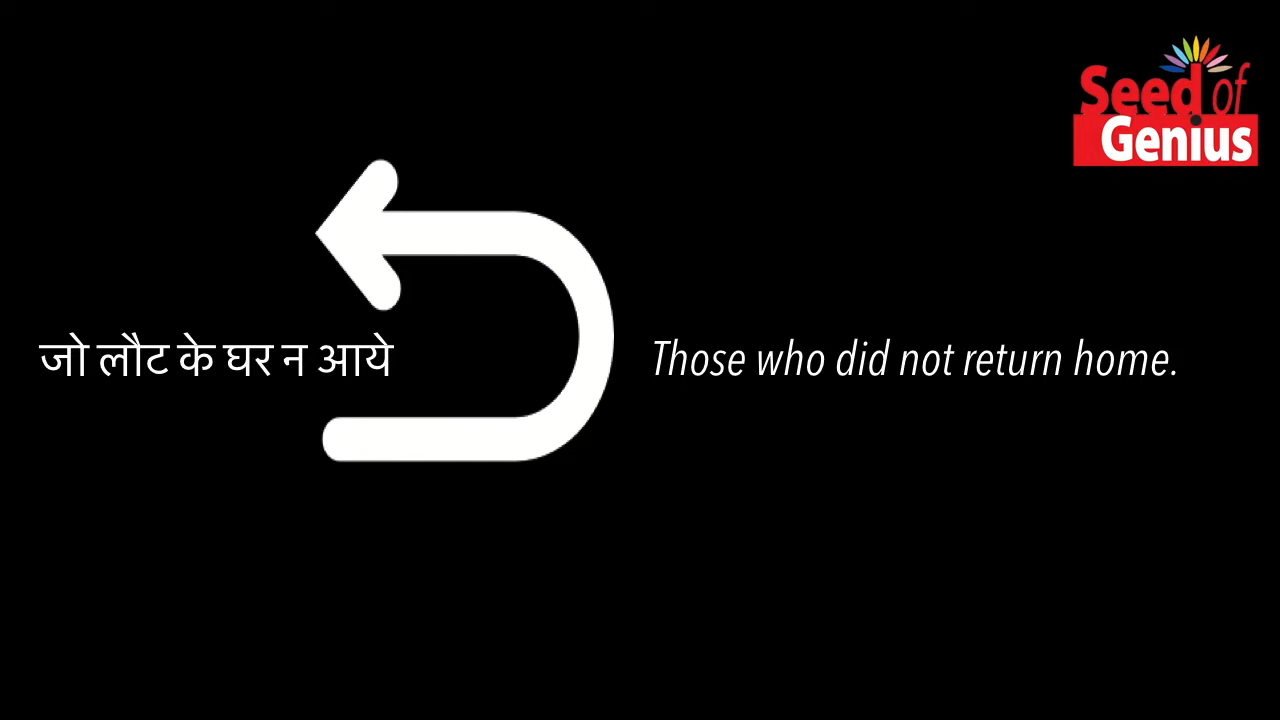 Seed of
Genius
जो लौट के घर न आये
Those who did not return home.